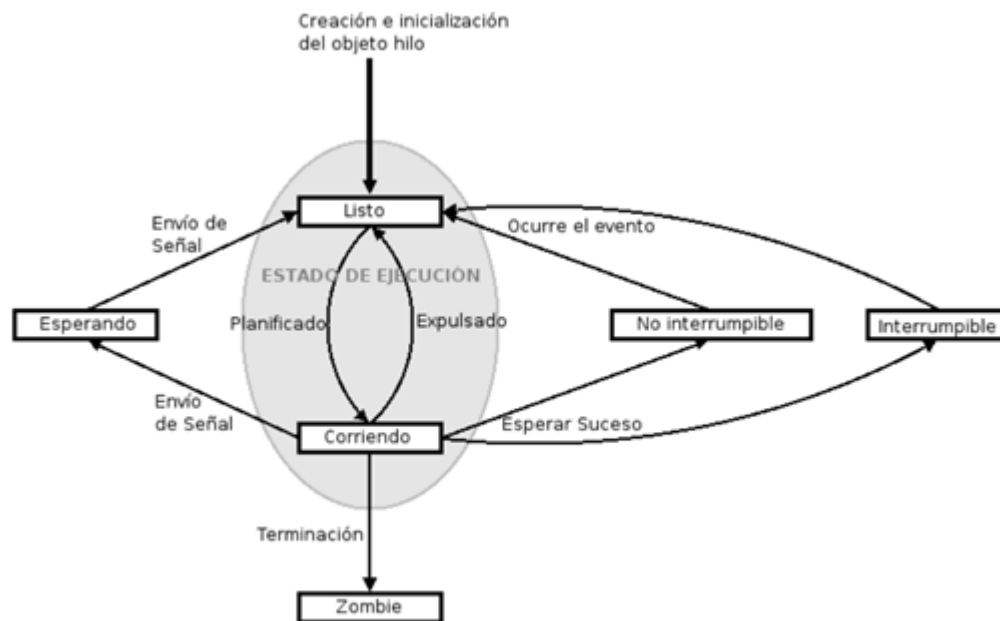 Creación e inicialización
del objeto hilo
Listo
Envío de
Señal
Ocurre el evento
ESTADO DE EJECUCIÓN
Esperando
Planificado
Expulsado
No interrumpible
Interrumpible
Envío
de Señal
Corriendo
Esperar Suceso
Terminación
Zombie